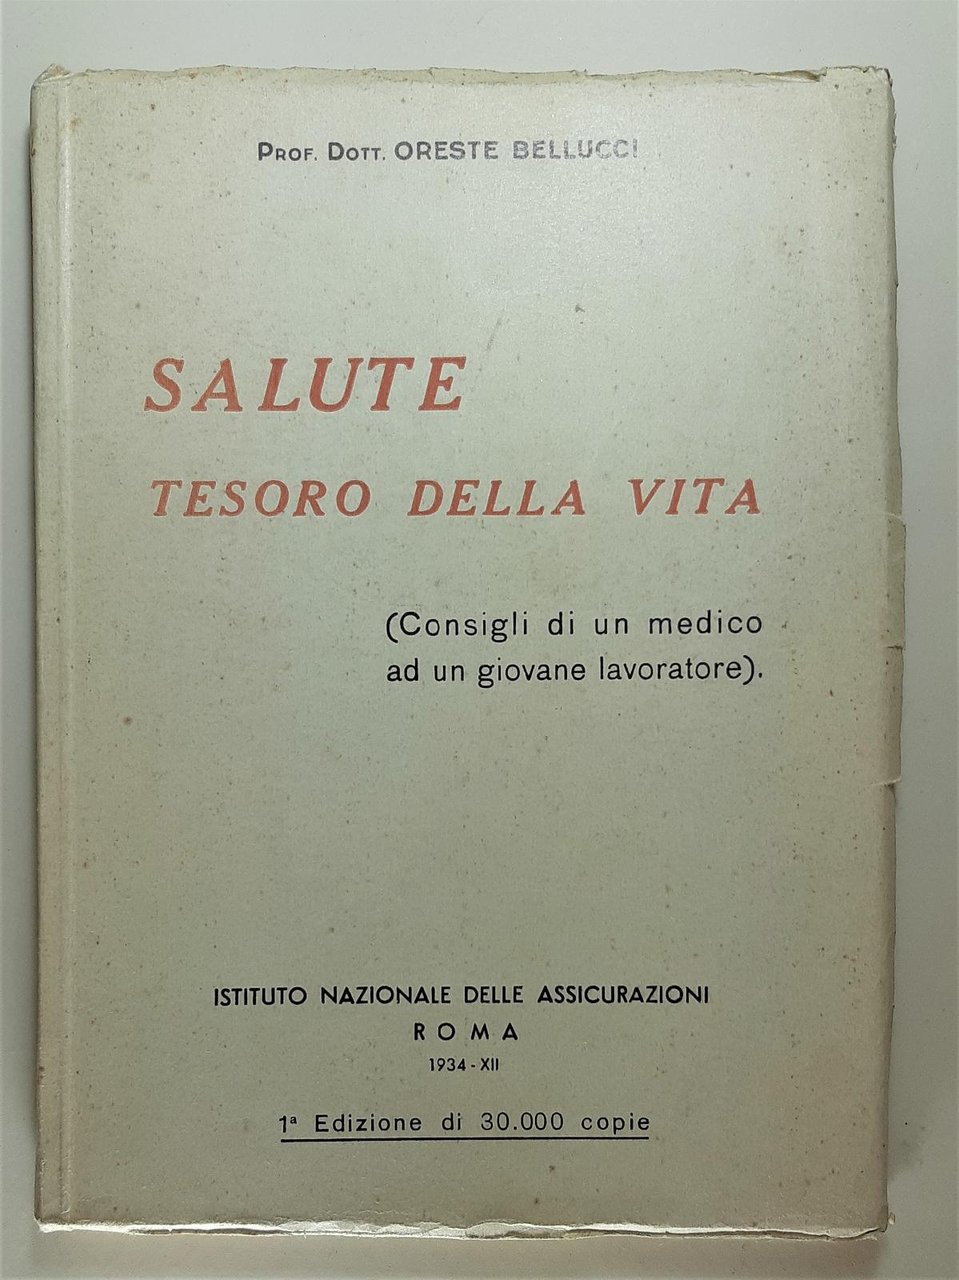 PROF. DOTT. ORESTE BELLUCCI
SALUTE
TESORO DELLA VITA
(Consigli di un medico
ad un giovane lavoratore).
ISTITUTO NAZIONALE DELLE ASSICURAZIONI
ROMA
1934-XII
1ª Edizione di 30.000 copie